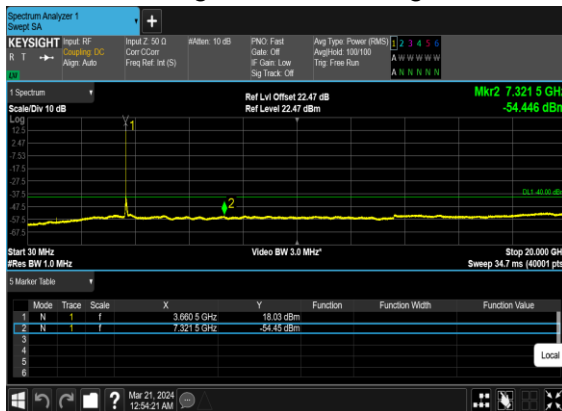 Spectrum Analyzer 1
Swept SA
KEYSIGHT Input: RF Input Z: 50 Ω #Atten: 10 dB PNO: Fast Avg Type: Power (RMS) 1 2 3 4 5 6
R T Coupling: DC Corr CCorr Gate: Off Avg|Hold: 100/100 A W W W W W
Align: Auto Freq Ref: Int (S) IF Gain: Low Trig: Free Run
Sig Track: Off A N N N N N
1 Spectrum Ref Lvl Offset 22.47 dB Mkr2 7.321 5 GHz
Scale/Div 10 dB Ref Level 22.47 dBm -54.446 dBm
Log
12.5
2.47
-7.53
-17.5
-27.5
-37.5 DL1 -40.00 dBm
-47.5
-57.5
-67.5
1
2
Start 30 MHz Video BW 3.0 MHz* Stop 20.000 GHz
#Res BW 1.0 MHz Sweep 34.7 ms (40001 pts)
5 Marker Table
Mode Trace Scale X Y Function Function Width Function Value
1 N 1 f 3.660 5 GHz 18.03 dBm
2 N 1 f 7.321 5 GHz -54.45 dBm
3
4
5
6
Local
Mar 21, 2024
12:54:21 AM